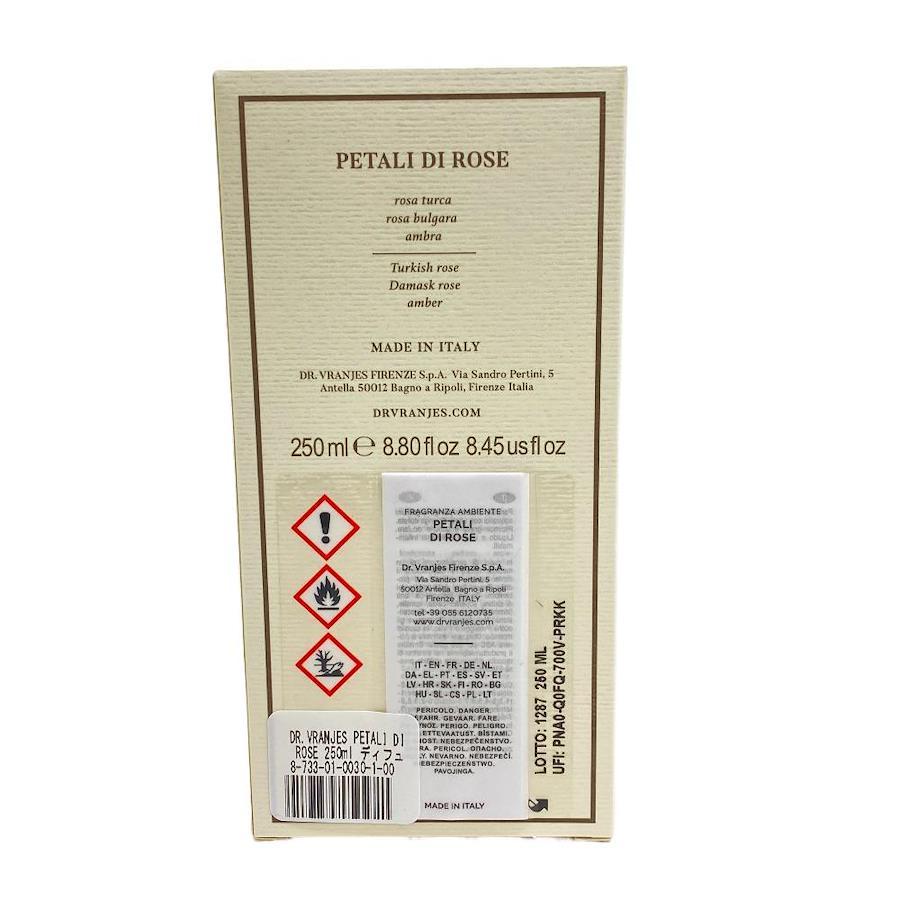 PETALI DI ROSE
rosa turca
rosa bulgara
ambra
Turkish rose
Damask rose
amber
MADE IN ITALY
DR. VRANJES FIRENZE S.p.A. Via Sandro Pertini, 5
Antella 50012 Bagno a Ripoli, Firenze Italia
DRVRANJES.COM
250 ml ℮ 8.80 fl oz 8.45 us fl oz
FRAGRANZA AMBIENTE
PETALI
DI ROSE
Dr. Vranjes Firenze S.p.A.
Via Sandro Pertini, 5
50012 Antella Bagno a Ripoli
Firenze ITALY
tel +39 055 6120735
www.drvranjes.com
IT - EN - FR - DE - NL
DA - EL - PT - ES - SV - ET
LV - HR - SK - FI - RO - BG
HU - SL - CS - PL - LT
PERICOLO. DANGER.
GEVAAR. FARE.
PERIGO. PELIGRO.
ETTEVAATUST. BĪSTAMI.
NEBEZPEČENSTVO.
PERICOL. ОПАСНО.
NEVARNO. NEBEZPEČÍ.
PAVOJINGA.
MADE IN ITALY
LOTTO: 1287 250 ML
UFI: PNA0-Q0FQ-700V-PRKK
DR. VRANJES PETALI DI
ROSE 250ml ディフュ
8-733-01-0030-1-00